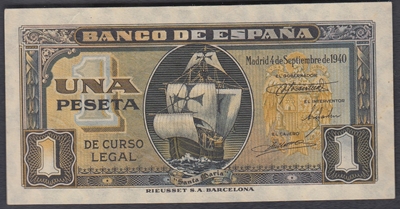 BANCO DE ESPAÑA
Madrid 4 de Septiembre de 1940
EL GOBERNADOR
1
UNA
PESETA
EL INTERVENTOR
DE CURSO
LEGAL
EL CAJERO
1
Santa Maria
1
RIEUSSET S.A. BARCELONA